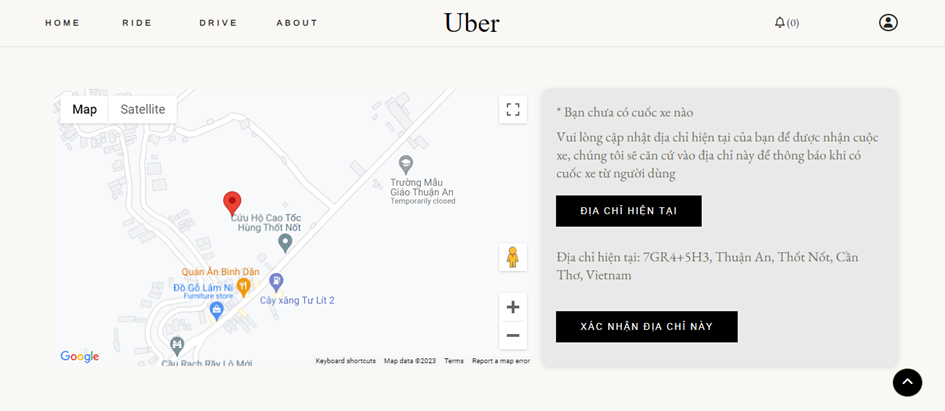 HOME RIDE DRIVE ABOUT Uber (0)
Map Satellite
Trường Mẫu
Giáo Thuận An
Temporarily closed
Cứu Hộ Cao Tốc
Hùng Thốt Nốt
Quán Ăn Bình Dân
Đồ Gỗ Lâm Ni
Furniture store
Cây xăng Tư Lít 2
Cầu Rạch Rầy Lộ Mới
Google
Keyboard shortcuts Map data ©2023 Terms Report a map error
* Bạn chưa có cuốc xe nào
Vui lòng cập nhật địa chỉ hiện tại của bạn để được nhận cuộc
xe, chúng tôi sẽ căn cứ vào địa chỉ này để thông báo khi có
cuốc xe từ người dùng
ĐỊA CHỈ HIỆN TẠI
Địa chỉ hiện tại: 7GR4+5H3, Thuận An, Thốt Nốt, Cần
Thơ, Vietnam
XÁC NHẬN ĐỊA CHỈ NÀY